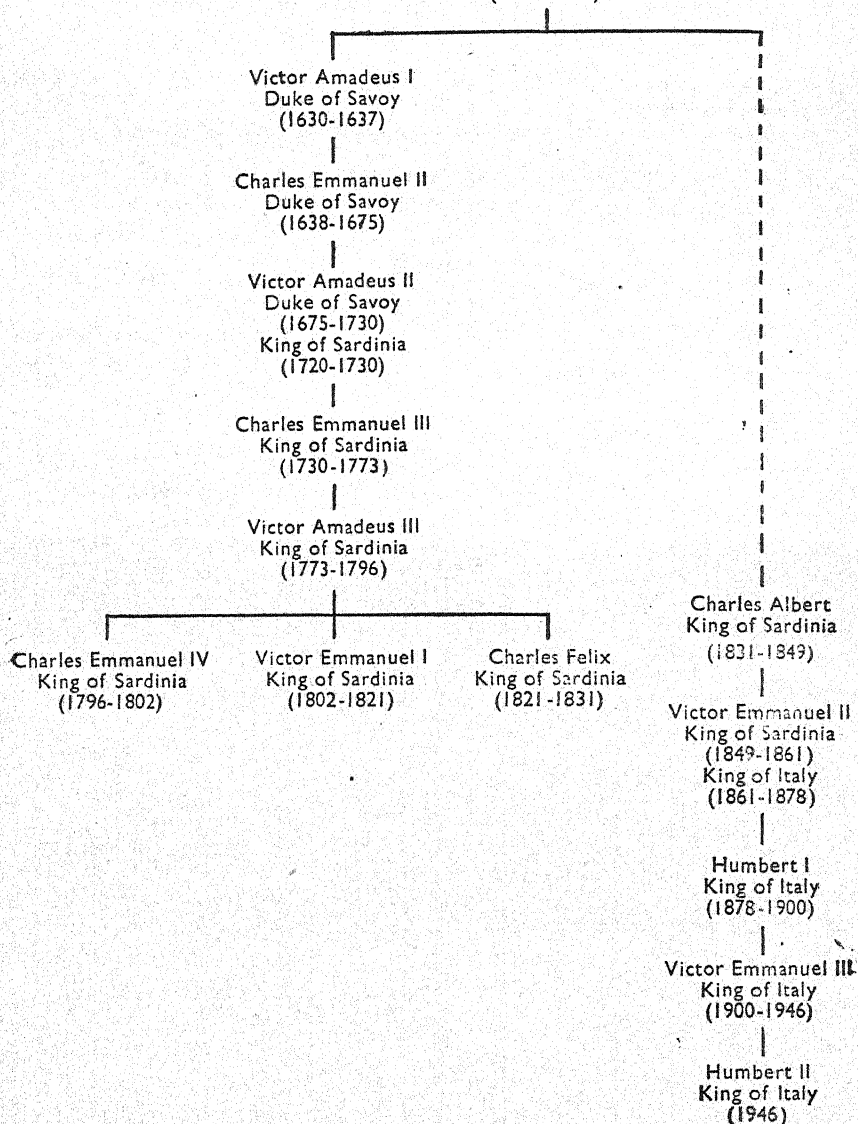 Victor Amadeus I
Duke of Savoy
(1630-1637)
Charles Emmanuel II
Duke of Savoy
(1638-1675)
Victor Amadeus II
Duke of Savoy
(1675-1730)
King of Sardinia
(1720-1730)
Charles Emmanuel III
King of Sardinia
(1730-1773)
Victor Amadeus III
King of Sardinia
(1773-1796)
Charles Emmanuel IV
King of Sardinia
(1796-1802)
Victor Emmanuel I
King of Sardinia
(1802-1821)
Charles Felix
King of Sardinia
(1821-1831)
Charles Albert
King of Sardinia
(1831-1849)
Victor Emmanuel II
King of Sardinia
(1849-1861)
King of Italy
(1861-1878)
Humbert I
King of Italy
(1878-1900)
Victor Emmanuel III
King of Italy
(1900-1946)
Humbert II
King of Italy
(1946)